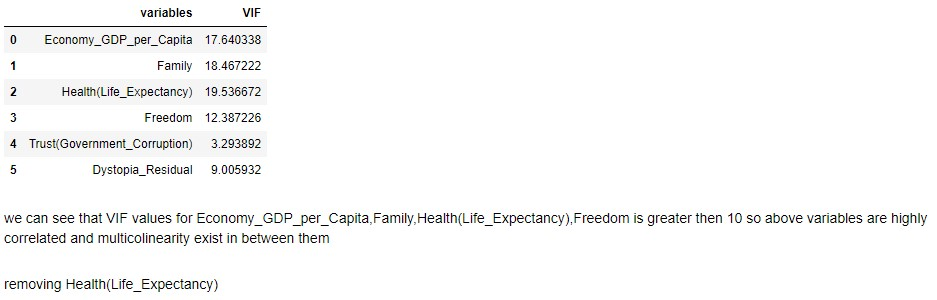 variables VIF
0 Economy_GDP_per_Capita 17.640338
1 Family 18.467222
2 Health(Life_Expectancy) 19.536672
3 Freedom 12.387226
4 Trust(Government_Corruption) 3.293892
5 Dystopia_Residual 9.005932
we can see that VIF values for Economy_GDP_per_Capita,Family,Health(Life_Expectancy),Freedom is greater then 10 so above variables are highly
correlated and multicolinearity exist in between them
removing Health(Life_Expectancy)